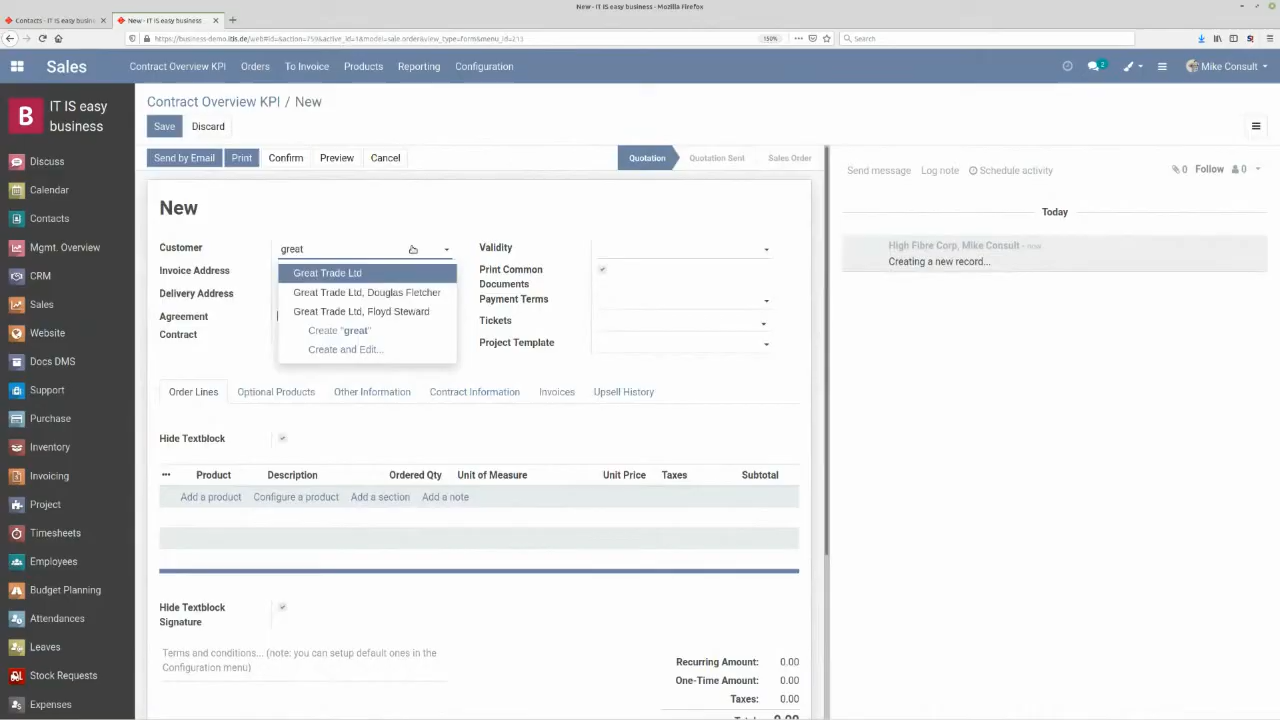 New - IT IS easy business - Mozilla Firefox
Contacts - IT IS easy busin
New - IT IS easy business
150%
Search
Sales
Contract Overview KPI
Orders
To Invoice
Products
Reporting
Configuration
2
Mike Consult
B
IT IS easy
business
Discuss
Calendar
Contacts
Mgmt. Overview
CRM
Sales
Website
Docs DMS
Support
Purchase
Inventory
Invoicing
Project
Timesheets
Employees
Budget Planning
Attendances
Leaves
Stock Requests
Expenses
Contract Overview KPI / New
Save
Discard
Send by Email
Print
Confirm
Preview
Cancel
Quotation
Quotation Sent
Sales Order
New
Customer
great
Great Trade Ltd
Great Trade Ltd, Douglas Fletcher
Great Trade Ltd, Floyd Steward
Create "great"
Create and Edit...
Invoice Address
Delivery Address
Agreement
Contract
Validity
Print Common
Documents
Payment Terms
Tickets
Project Template
Order Lines
Optional Products
Other Information
Contract Information
Invoices
Upsell History
Hide Textblock
Product
Description
Ordered Qty
Unit of Measure
Unit Price
Taxes
Subtotal
Add a product
Configure a product
Add a section
Add a note
Hide Textblock
Signature
Terms and conditions... (note: you can setup default ones in the
Configuration menu)
Recurring Amount: 0.00
One-Time Amount: 0.00
Taxes: 0.00
Send message
Log note
Schedule activity
0
Follow
0
Today
High Fibre Corp, Mike Consult - now
Creating a new record...